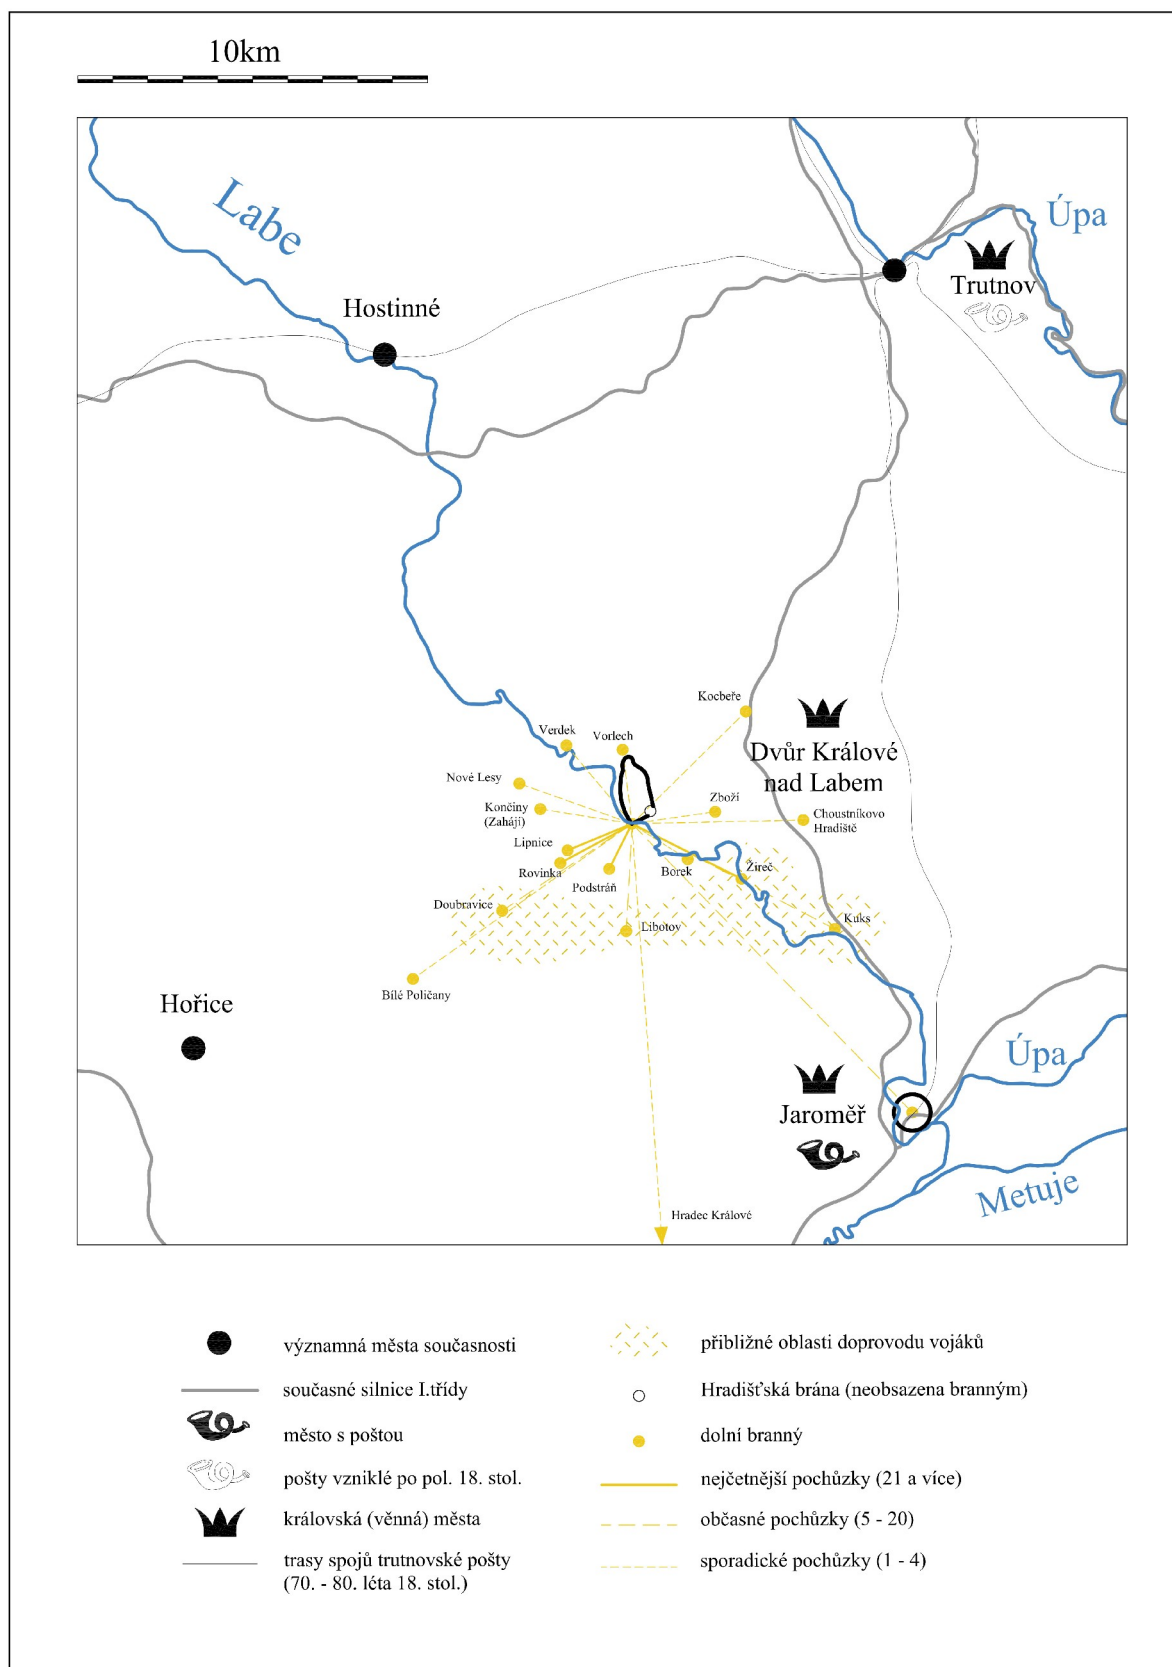 10km
Labe
Úpa
Trutnov
Hostinné
Kocbeře
Verdek
Vorlech
Dvůr Králové
nad Labem
Nové Lesy
Končiny
(Zahájí)
Zboží
Choustníkovo
Hradiště
Lipnice
Rovinka
Podstráň
Borek
Žireč
Doubravice
Libotov
Kuks
Bílé Poličany
Hořice
Úpa
Jaroměř
Metuje
Hradec Králové
významná města současnosti
současné silnice I.třídy
město s poštou
pošty vzniklé po pol. 18. stol.
královská (věnná) města
trasy spojů trutnovské pošty
(70. - 80. léta 18. stol.)
přibližné oblasti doprovodu vojáků
Hradišťská brána (neobsazena branným)
dolní branný
nejčetnější pochůzky (21 a více)
občasné pochůzky (5 - 20)
sporadické pochůzky (1 - 4)